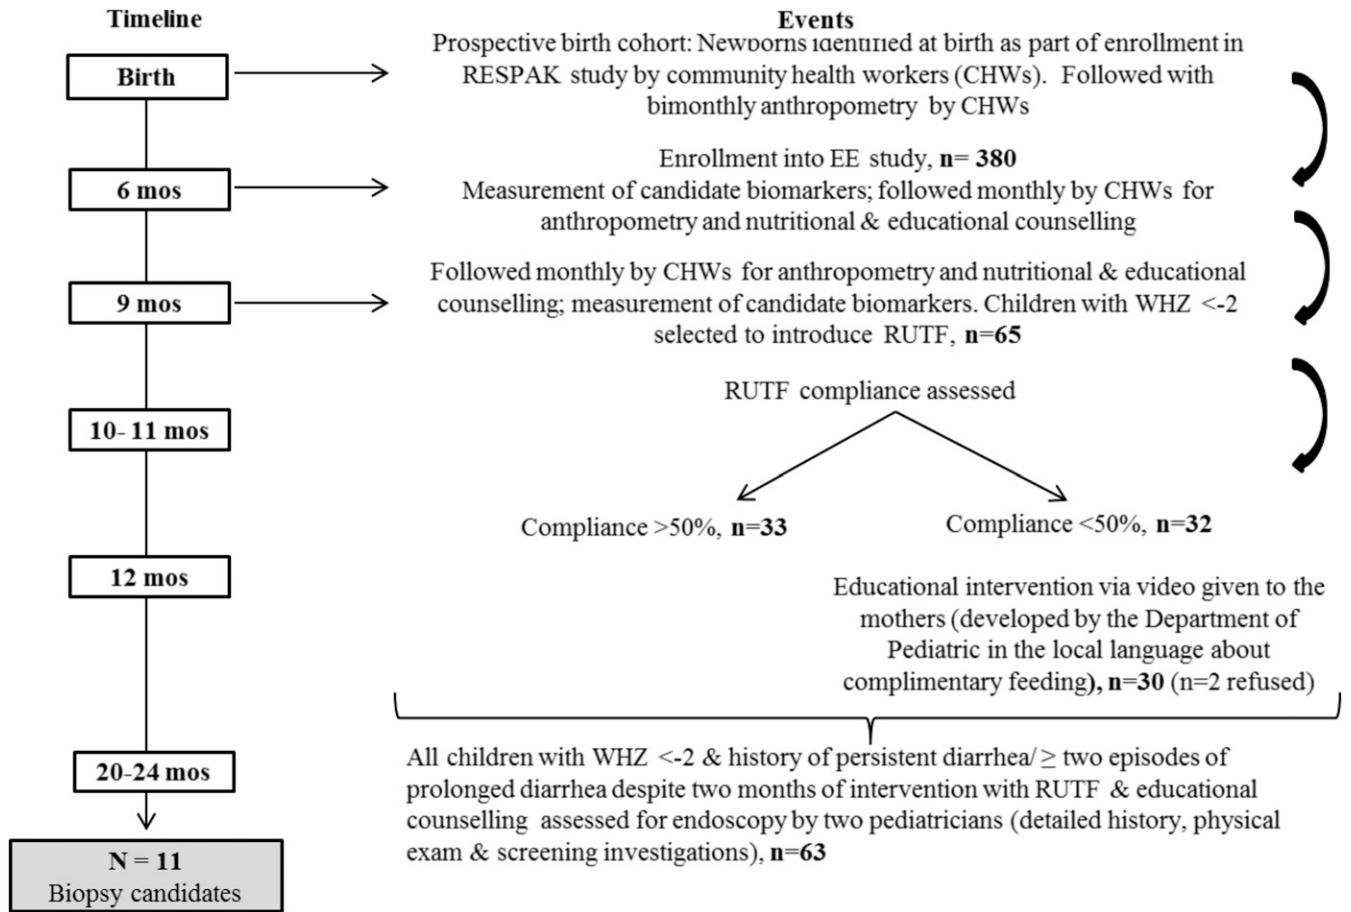 Timeline
Events
Birth
Prospective birth cohort: Newborns identified at birth as part of enrollment in
RESPAK study by community health workers (CHWs). Followed with
bimonthly anthropometry by CHWs
6 mos
Enrollment into EE study, n= 380
Measurement of candidate biomarkers; followed monthly by CHWs for
anthropometry and nutritional & educational counselling
9 mos
Followed monthly by CHWs for anthropometry and nutritional & educational
counselling; measurement of candidate biomarkers. Children with WHZ <-2
selected to introduce RUTF, n=65
10- 11 mos
RUTF compliance assessed
Compliance >50%, n=33
Compliance <50%, n=32
12 mos
Educational intervention via video given to the
mothers (developed by the Department of
Pediatric in the local language about
complimentary feeding), n=30 (n=2 refused)
20-24 mos
All children with WHZ <-2 & history of persistent diarrhea/≥ two episodes of
prolonged diarrhea despite two months of intervention with RUTF & educational
counselling assessed for endoscopy by two pediatricians (detailed history, physical
exam & screening investigations), n=63
N = 11
Biopsy candidates